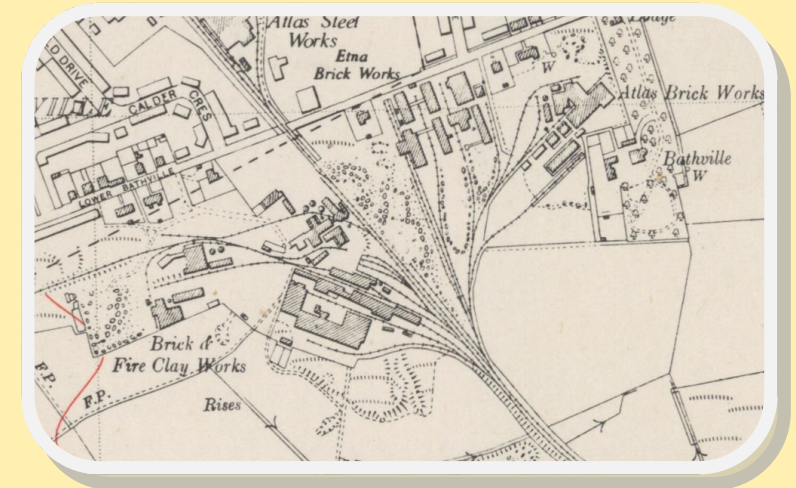 Atlas Steel
Works
Etna
Brick Works
Lodge
W
Atlas Brick Works
D DRIVE
VILLE
CALDER CRES
Bathville
W
LOWER BATHVILLE
Brick &
Fire Clay Works
F.P.
F.P.
Rises